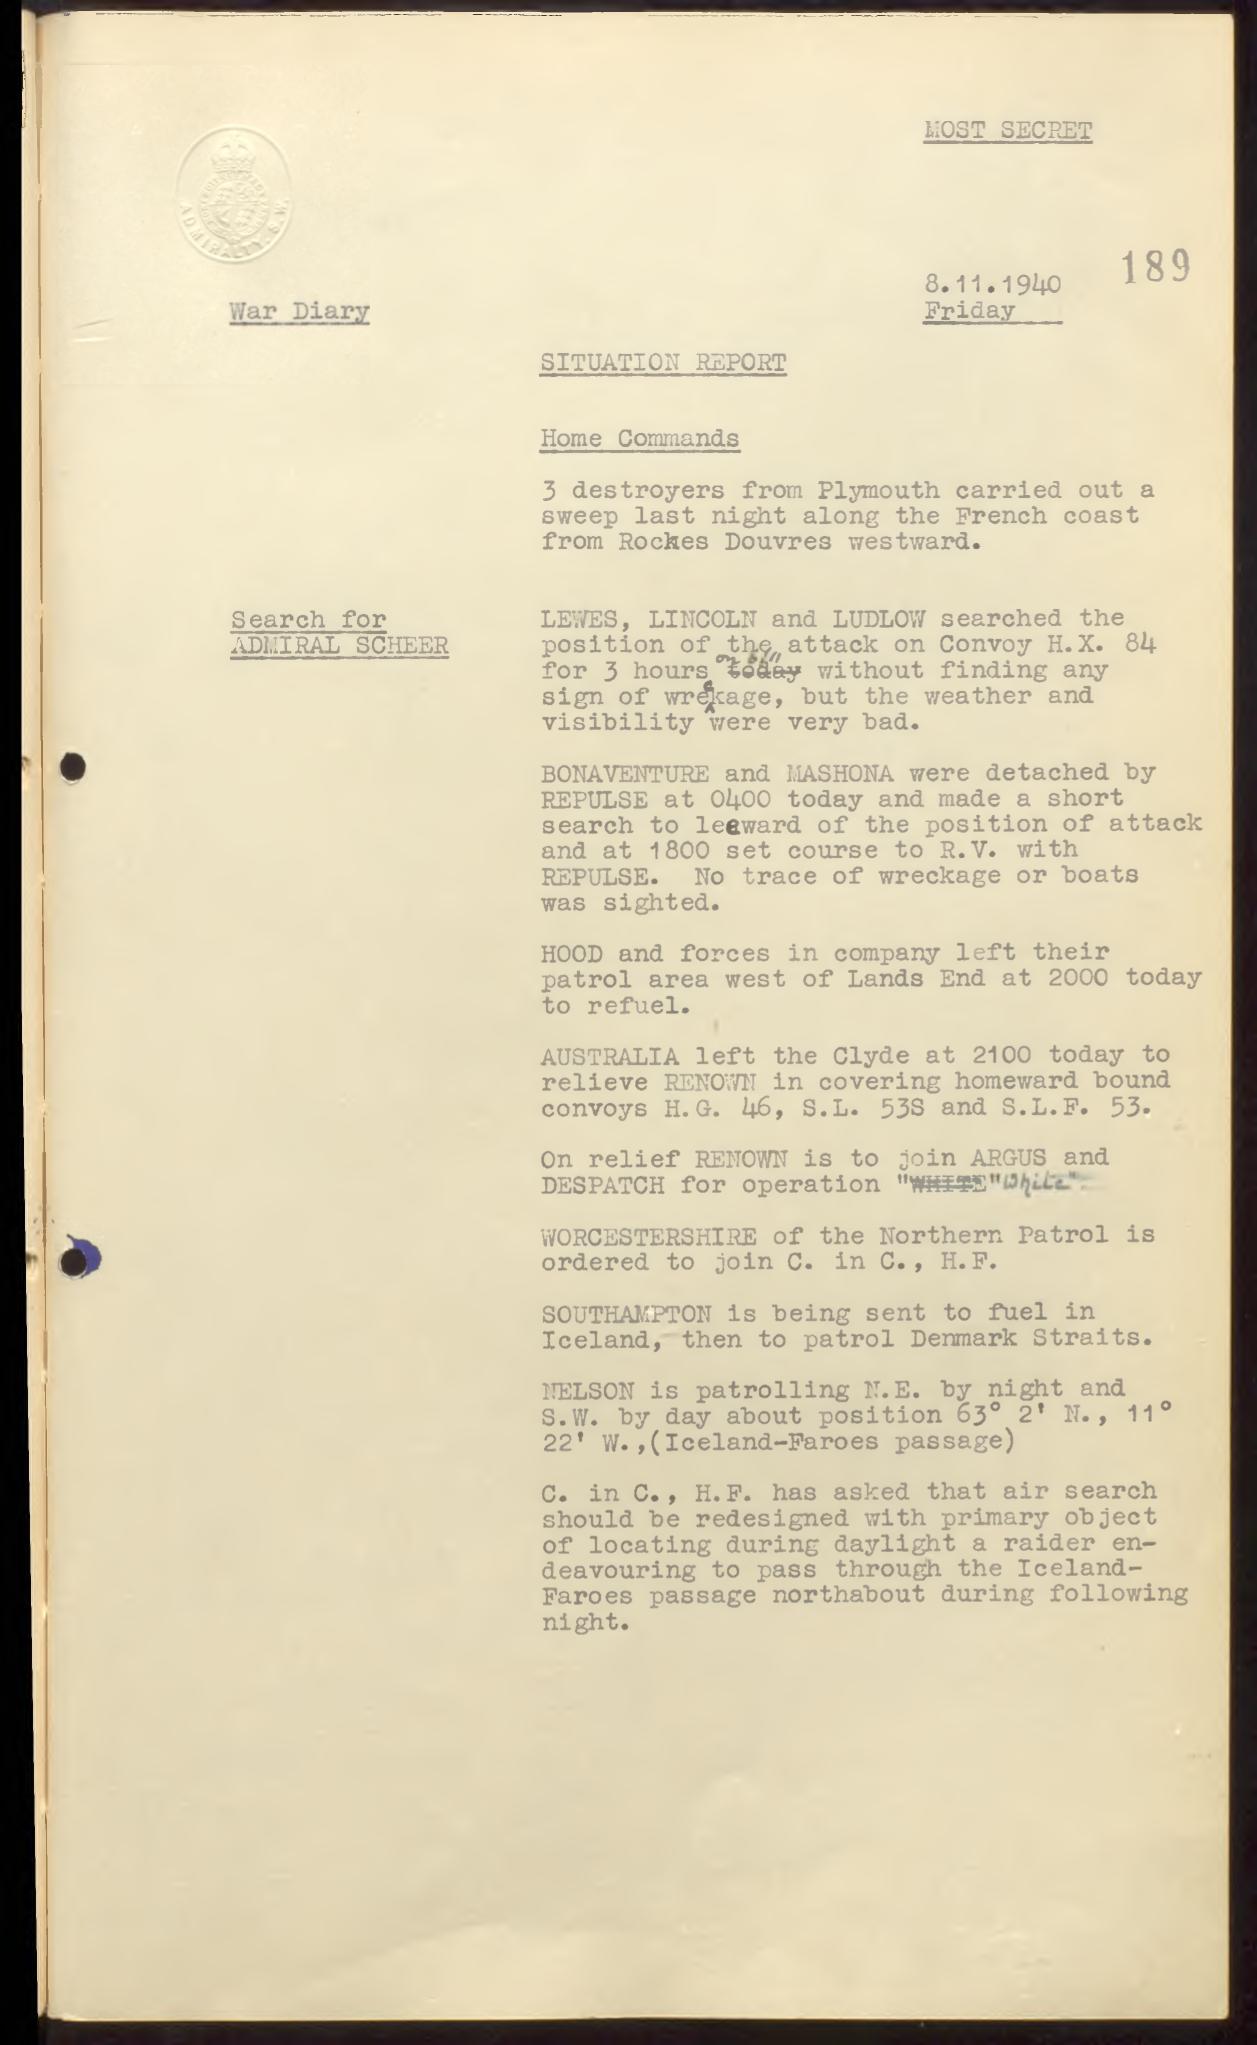 MOST SECRET
ADMIRALTY. S.W.
189
8.11.1940
War Diary
Friday
SITUATION REPORT
Home Commands
3 destroyers from Plymouth carried out a
sweep last night along the French coast
from Rockes Douvres westward.
Search for
ADMIRAL SCHEER
LEWES, LINCOLN and LUDLOW searched the
position of the attack on Convoy H.X. 84
for 3 hours on today without finding any
sign of wreckage, but the weather and
visibility were very bad.
BONAVENTURE and MASHONA were detached by
REPULSE at 0400 today and made a short
search to leeward of the position of attack
and at 1800 set course to R.V. with
REPULSE. No trace of wreckage or boats
was sighted.
HOOD and forces in company left their
patrol area west of Lands End at 2000 today
to refuel.
AUSTRALIA left the Clyde at 2100 today to
relieve RENOWN in covering homeward bound
convoys H.G. 46, S.L. 53S and S.L.F. 53.
On relief RENOWN is to join ARGUS and
DESPATCH for operation "WHITE" "White"
WORCESTERSHIRE of the Northern Patrol is
ordered to join C. in C., H.F.
SOUTHAMPTON is being sent to fuel in
Iceland, then to patrol Denmark Straits.
NELSON is patrolling N.E. by night and
S.W. by day about position 63° 2' N., 11°
22' W.,(Iceland-Faroes passage)
C. in C., H.F. has asked that air search
should be redesigned with primary object
of locating during daylight a raider en-
deavouring to pass through the Iceland-
Faroes passage northabout during following
night.